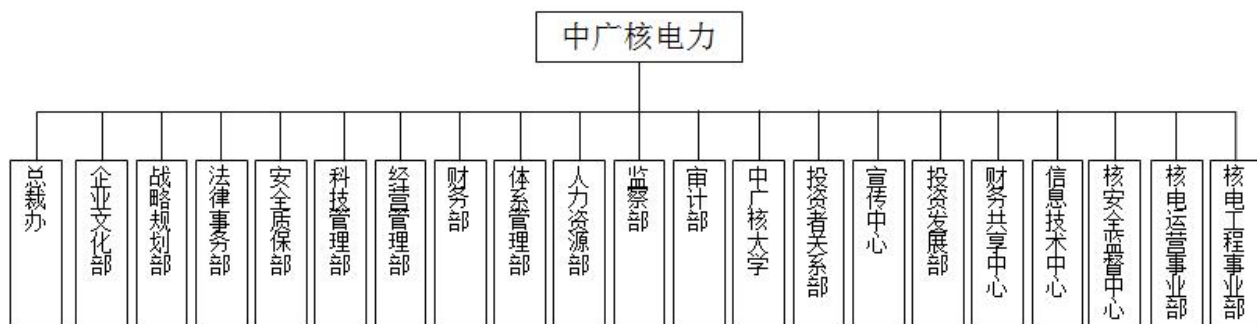 中广核电力
总裁办
企业文化部
战略规划部
法律事务部
安全质保部
科技管理部
经营管理部
财务部
体系管理部
人力资源部
监察部
审计部
中广核大学
投资者关系部
宣传中心
投资发展部
财务共享中心
信息技术中心
核安全监督中心
核电运营事业部
核电工程事业部